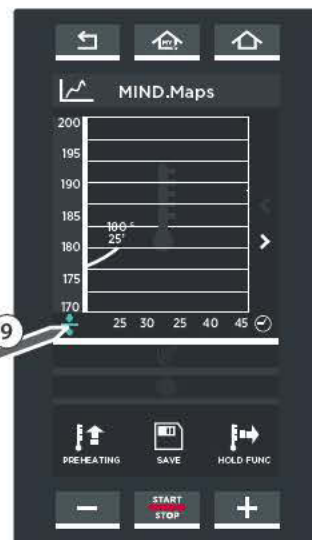 MY
MIND.Maps
200
195
190
185
180 °
25'
180
175
170
25 30 25 40 45
9
PREHEATING SAVE HOLD FUNC
START
STOP